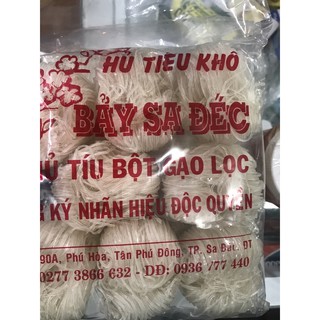 HỦ TIẾU KHÔ
BẢY SA ĐÉC
HỦ TÍU BỘT GẠO LỌC
KÝ NHÃN HIỆU ĐỘC QUYỀN
90A, Phú Hòa, Tân Phú Đông, TP. Sa Đéc, ĐT
0277 3866 632 - DĐ: 0936 777 440